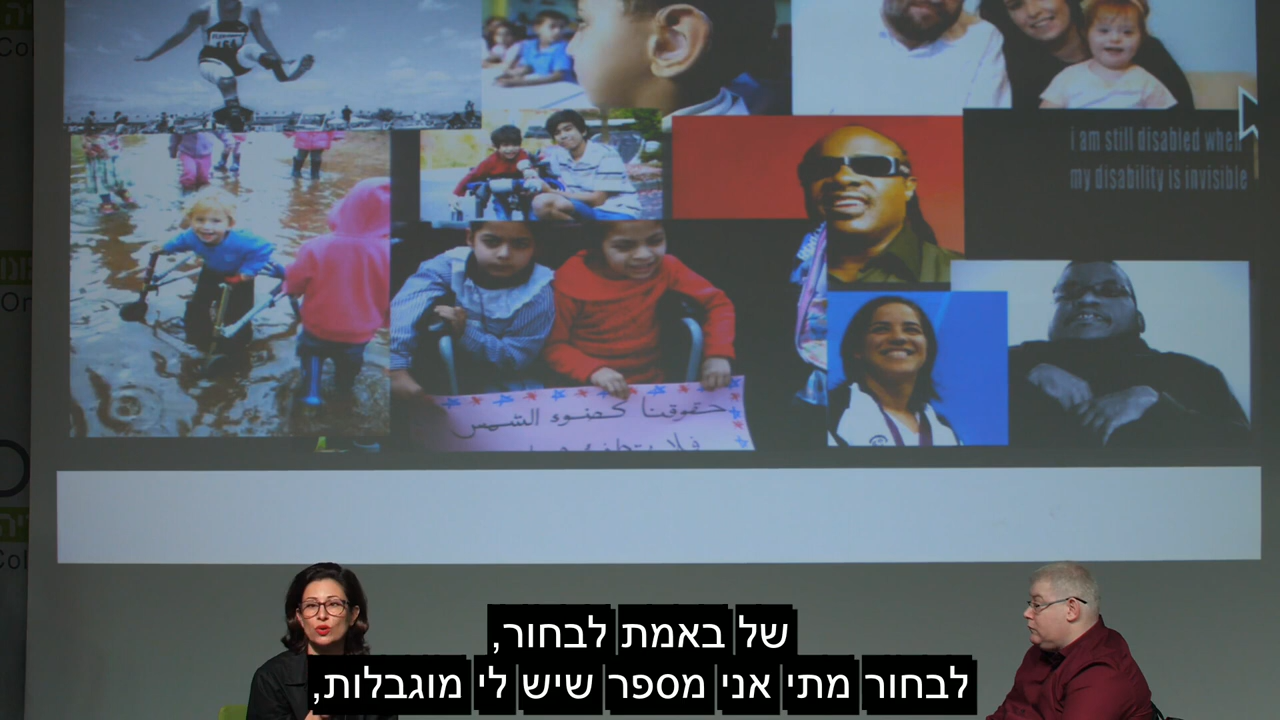 i am still disabled when
my disability is invisible
حقوقنا كضوء الشمس
של באמת לבחור,
לבחור מתי אני מספר שיש לי מוגבלות,